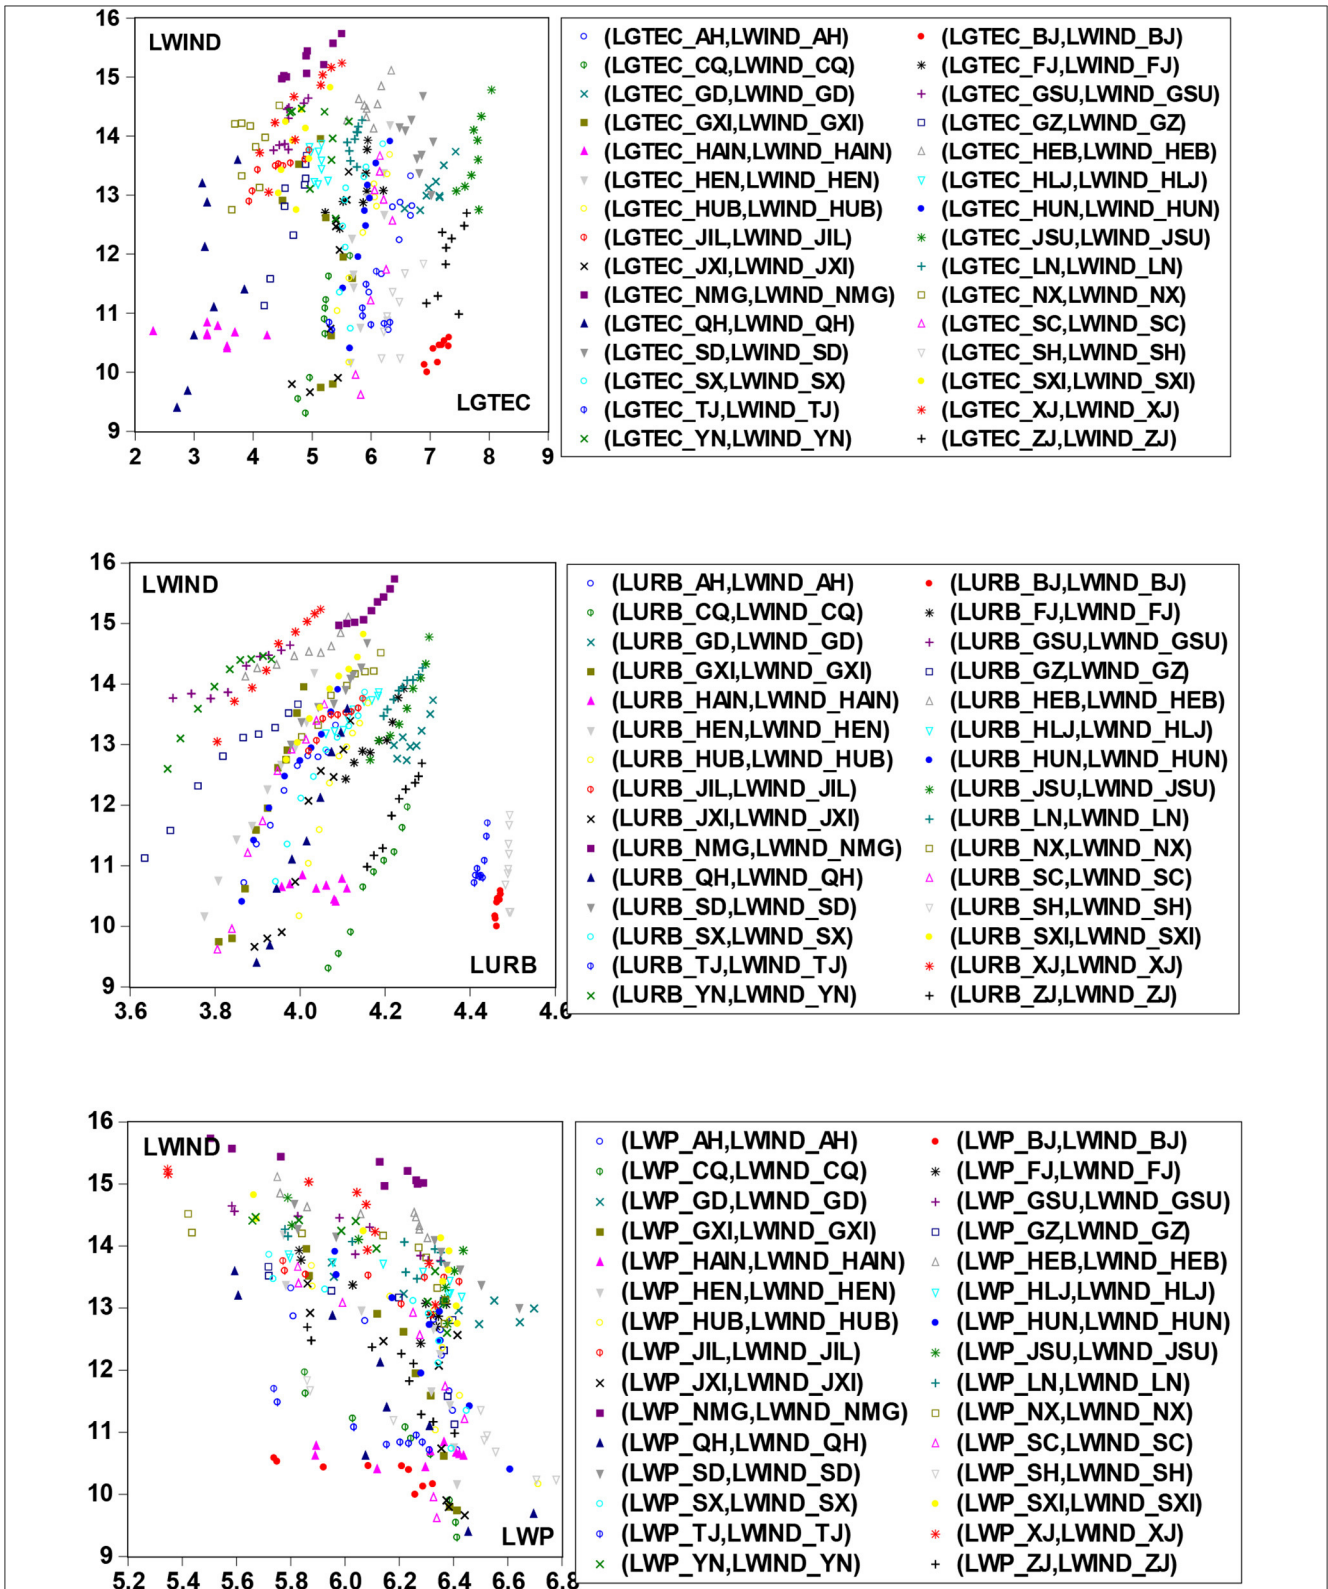 16
15
14
13
12
11
10
9
LWIND
LGTEC
2 3 4 5 6 7 8 9
(LGTEC_AH,LWIND_AH) (LGTEC_BJ,LWIND_BJ)
(LGTEC_CQ,LWIND_CQ) (LGTEC_FJ,LWIND_FJ)
(LGTEC_GD,LWIND_GD) (LGTEC_GSU,LWIND_GSU)
(LGTEC_GXI,LWIND_GXI) (LGTEC_GZ,LWIND_GZ)
(LGTEC_HAIN,LWIND_HAIN) (LGTEC_HEB,LWIND_HEB)
(LGTEC_HEN,LWIND_HEN) (LGTEC_HLJ,LWIND_HLJ)
(LGTEC_HUB,LWIND_HUB) (LGTEC_HUN,LWIND_HUN)
(LGTEC_JIL,LWIND_JIL) (LGTEC_JSU,LWIND_JSU)
(LGTEC_JXI,LWIND_JXI) (LGTEC_LN,LWIND_LN)
(LGTEC_NMG,LWIND_NMG) (LGTEC_NX,LWIND_NX)
(LGTEC_QH,LWIND_QH) (LGTEC_SC,LWIND_SC)
(LGTEC_SD,LWIND_SD) (LGTEC_SH,LWIND_SH)
(LGTEC_SX,LWIND_SX) (LGTEC_SXI,LWIND_SXI)
(LGTEC_TJ,LWIND_TJ) (LGTEC_XJ,LWIND_XJ)
(LGTEC_YN,LWIND_YN) (LGTEC_ZJ,LWIND_ZJ)
16
15
14
13
12
11
10
9
LWIND
LURB
3.6 3.8 4.0 4.2 4.4 4.6
(LURB_AH,LWIND_AH) (LURB_BJ,LWIND_BJ)
(LURB_CQ,LWIND_CQ) (LURB_FJ,LWIND_FJ)
(LURB_GD,LWIND_GD) (LURB_GSU,LWIND_GSU)
(LURB_GXI,LWIND_GXI) (LURB_GZ,LWIND_GZ)
(LURB_HAIN,LWIND_HAIN) (LURB_HEB,LWIND_HEB)
(LURB_HEN,LWIND_HEN) (LURB_HLJ,LWIND_HLJ)
(LURB_HUB,LWIND_HUB) (LURB_HUN,LWIND_HUN)
(LURB_JIL,LWIND_JIL) (LURB_JSU,LWIND_JSU)
(LURB_JXI,LWIND_JXI) (LURB_LN,LWIND_LN)
(LURB_NMG,LWIND_NMG) (LURB_NX,LWIND_NX)
(LURB_QH,LWIND_QH) (LURB_SC,LWIND_SC)
(LURB_SD,LWIND_SD) (LURB_SH,LWIND_SH)
(LURB_SX,LWIND_SX) (LURB_SXI,LWIND_SXI)
(LURB_TJ,LWIND_TJ) (LURB_XJ,LWIND_XJ)
(LURB_YN,LWIND_YN) (LURB_ZJ,LWIND_ZJ)
16
15
14
13
12
11
10
9
LWIND
LWP
5.2 5.4 5.6 5.8 6.0 6.2 6.4 6.6 6.8
(LWP_AH,LWIND_AH) (LWP_BJ,LWIND_BJ)
(LWP_CQ,LWIND_CQ) (LWP_FJ,LWIND_FJ)
(LWP_GD,LWIND_GD) (LWP_GSU,LWIND_GSU)
(LWP_GXI,LWIND_GXI) (LWP_GZ,LWIND_GZ)
(LWP_HAIN,LWIND_HAIN) (LWP_HEB,LWIND_HEB)
(LWP_HEN,LWIND_HEN) (LWP_HLJ,LWIND_HLJ)
(LWP_HUB,LWIND_HUB) (LWP_HUN,LWIND_HUN)
(LWP_JIL,LWIND_JIL) (LWP_JSU,LWIND_JSU)
(LWP_JXI,LWIND_JXI) (LWP_LN,LWIND_LN)
(LWP_NMG,LWIND_NMG) (LWP_NX,LWIND_NX)
(LWP_QH,LWIND_QH) (LWP_SC,LWIND_SC)
(LWP_SD,LWIND_SD) (LWP_SH,LWIND_SH)
(LWP_SX,LWIND_SX) (LWP_SXI,LWIND_SXI)
(LWP_TJ,LWIND_TJ) (LWP_XJ,LWIND_XJ)
(LWP_YN,LWIND_YN) (LWP_ZJ,LWIND_ZJ)